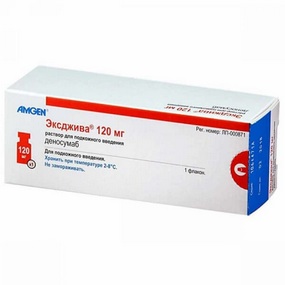 AMGEN®
Эксджива® 120 мг
раствор для подкожного введения
деносумаб
Для подкожного введения.
Хранить при температуре 2-8°С.
Не замораживать.
120
мг
x1
Рег. номер: ЛП-000871
1 флакон.